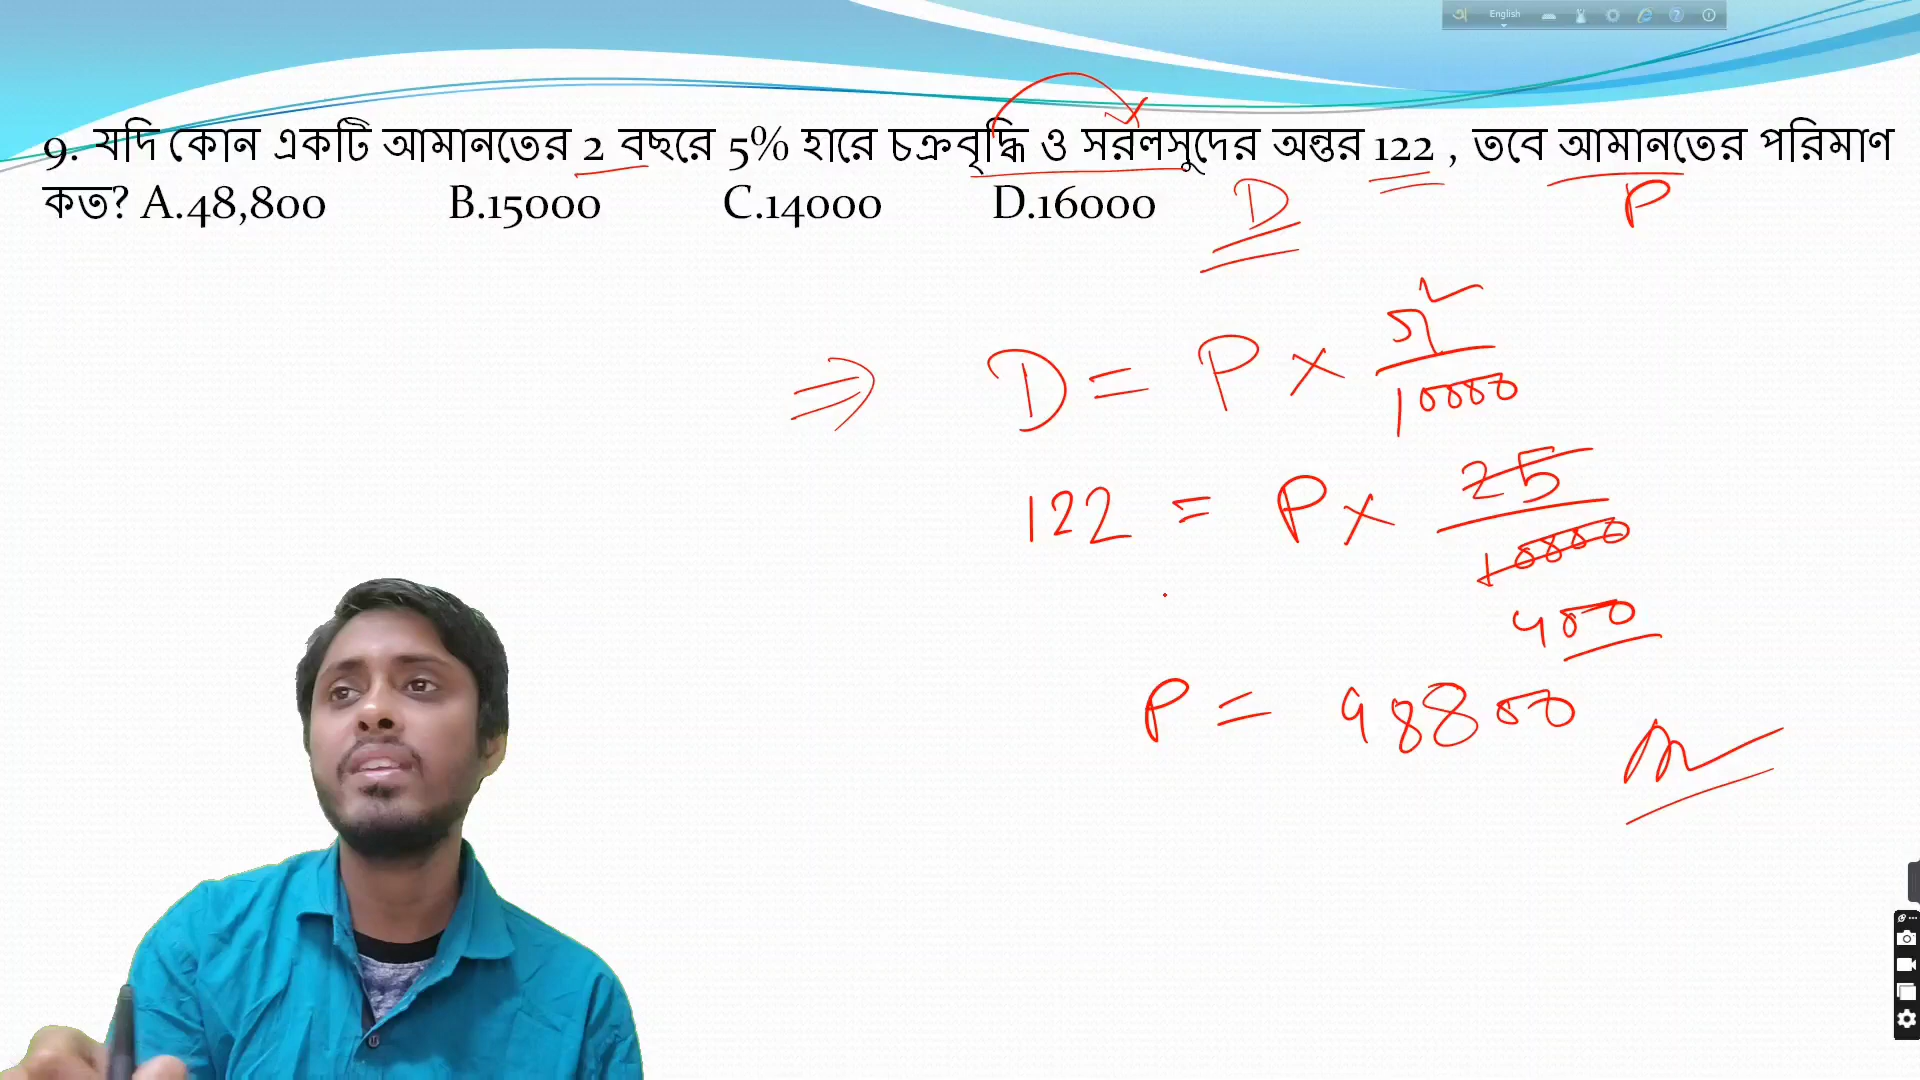 English
9. যদি কোন একটি আমানতের 2 বছরে 5% হারে চক্রবৃদ্ধি ও সরলসুদের অন্তর 122 , তবে আমানতের পরিমাণ
কত? A.48,800 B.15000 C.14000 D.16000
D
P
D = P × r²/10000
122 = P × 25/10000
400
P = 48800